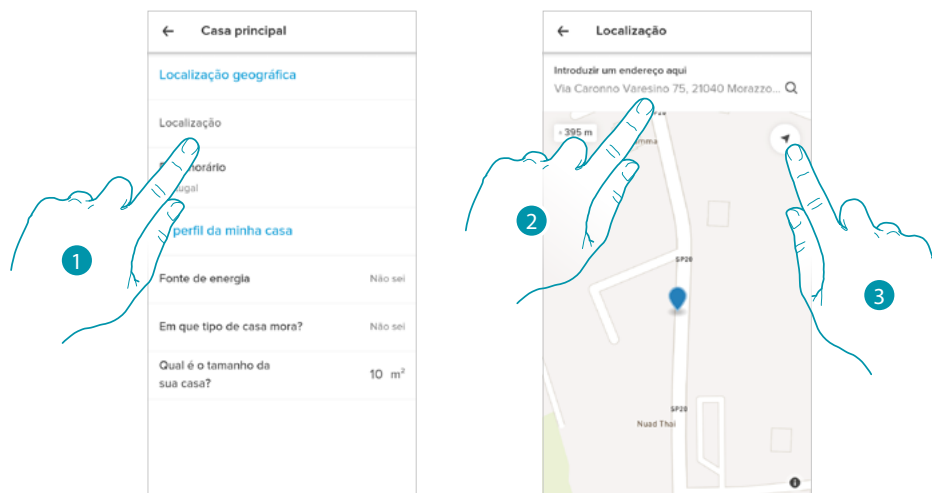 Casa principal
Localização geográfica
Localização
horário
tugal
perfil da minha casa
Fonte de energia
Não sei
Em que tipo de casa mora?
Não sei
Qual é o tamanho da
sua casa?
10 m²
1
Localização
Introduzir um endereço aqui
Via Caronno Varesino 75, 21040 Morazzo...
395 m
mma
SP20
SP20
Nuad Thai
i
2
3